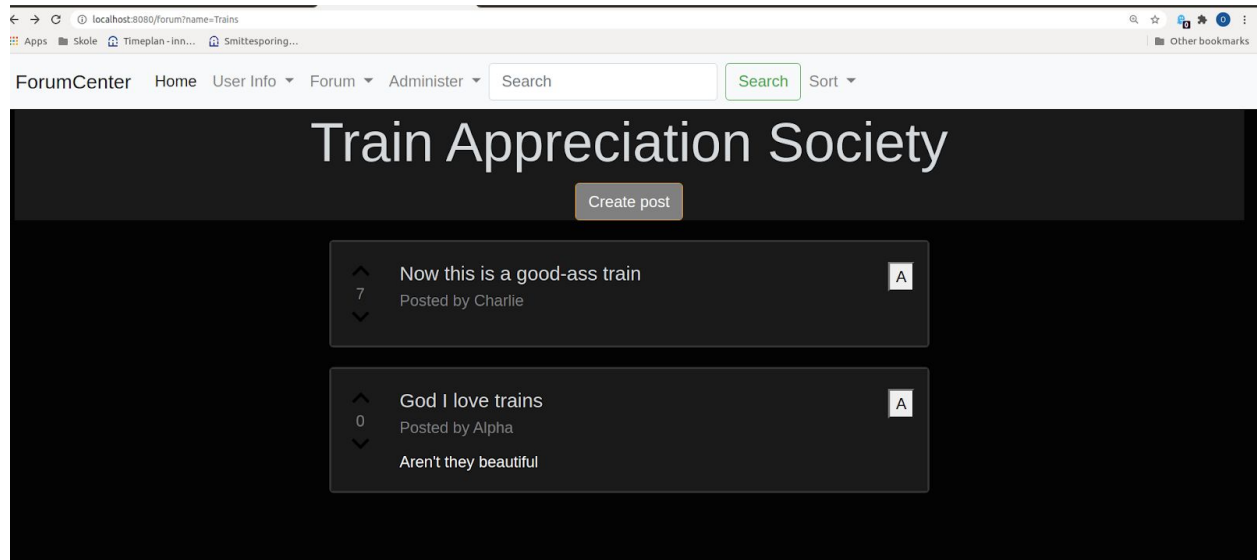 localhost:8080/forum?name=Trains
O
Apps Skole Timeplan - inn... Smittesporing... Other bookmarks
ForumCenter Home User Info Forum Administer Search Search Sort
Train Appreciation Society
Create post
Now this is a good-ass train
A
7
Posted by Charlie
God I love trains
A
0
Posted by Alpha
Aren't they beautiful